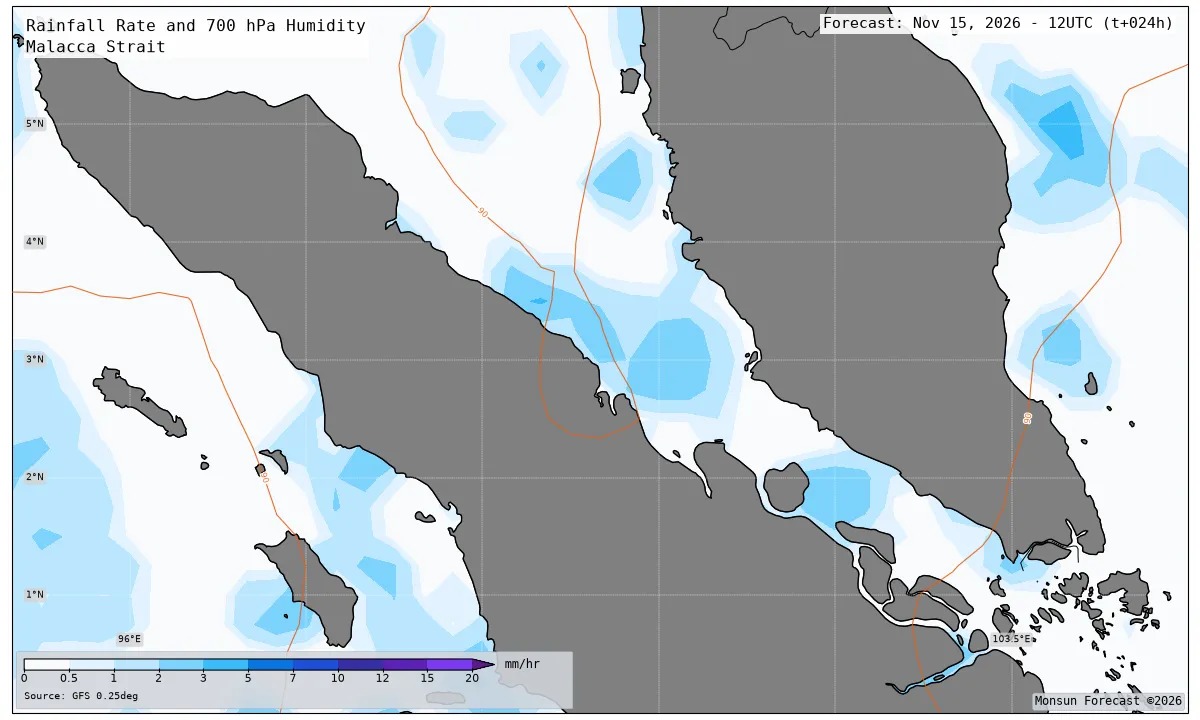 Rainfall Rate and 700 hPa Humidity
Malacca Strait
Forecast: Nov 15, 2026 - 12UTC (t+024h)
5°N
90
4°N
3°N
90
2°N
90
1°N
96°E
103.5°E
mm/hr
0 0.5 1 2 3 5 7 10 12 15 20
Source: GFS 0.25deg
Monsun Forecast ©2026